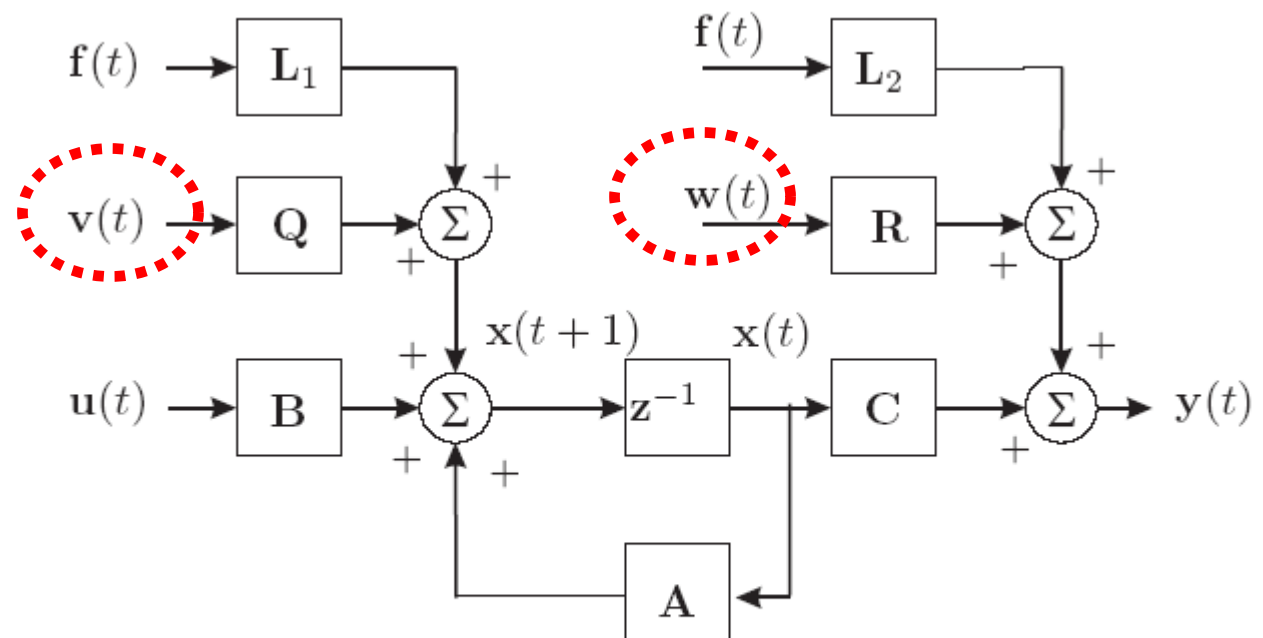 f(t) L₁ f(t) L₂
+ +
v(t) Q Σ w(t) R Σ
+ +
x(t + 1) x(t)
+ +
u(t) B Σ z⁻¹ C Σ y(t)
+ + +
A